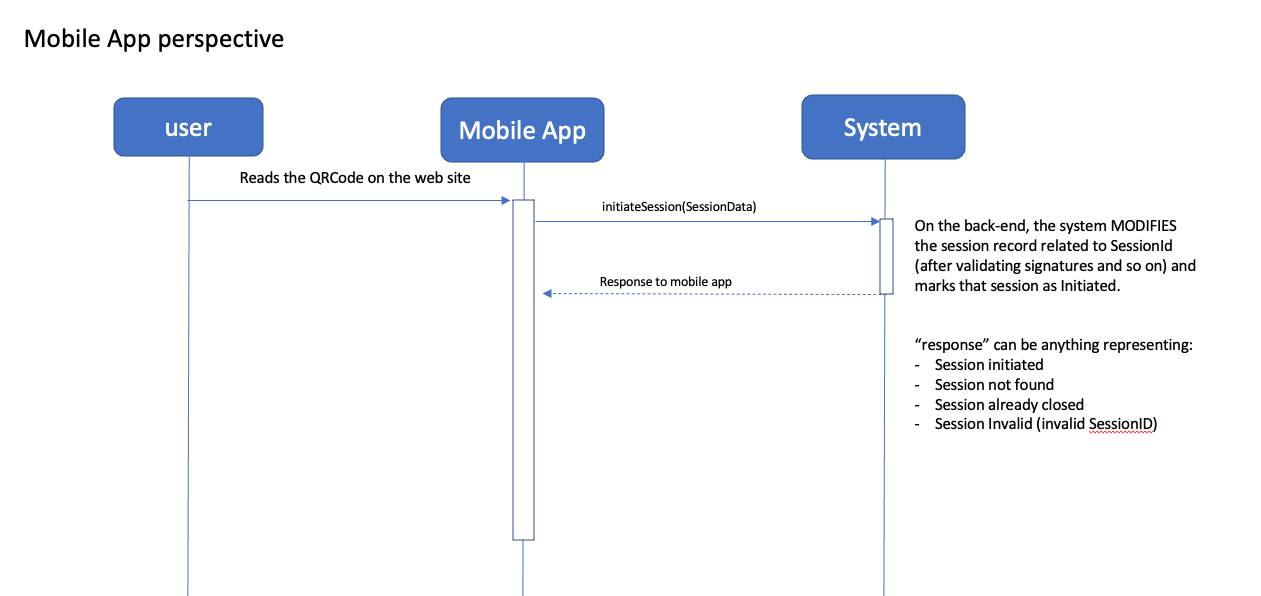 Mobile App perspective
user
Mobile App
System
Reads the QRCode on the web site
initiateSession(SessionData)
On the back-end, the system MODIFIES
the session record related to SessionId
(after validating signatures and so on) and
marks that session as Initiated.
Response to mobile app
“response” can be anything representing:
- Session initiated
- Session not found
- Session already closed
- Session Invalid (invalid SessionID)